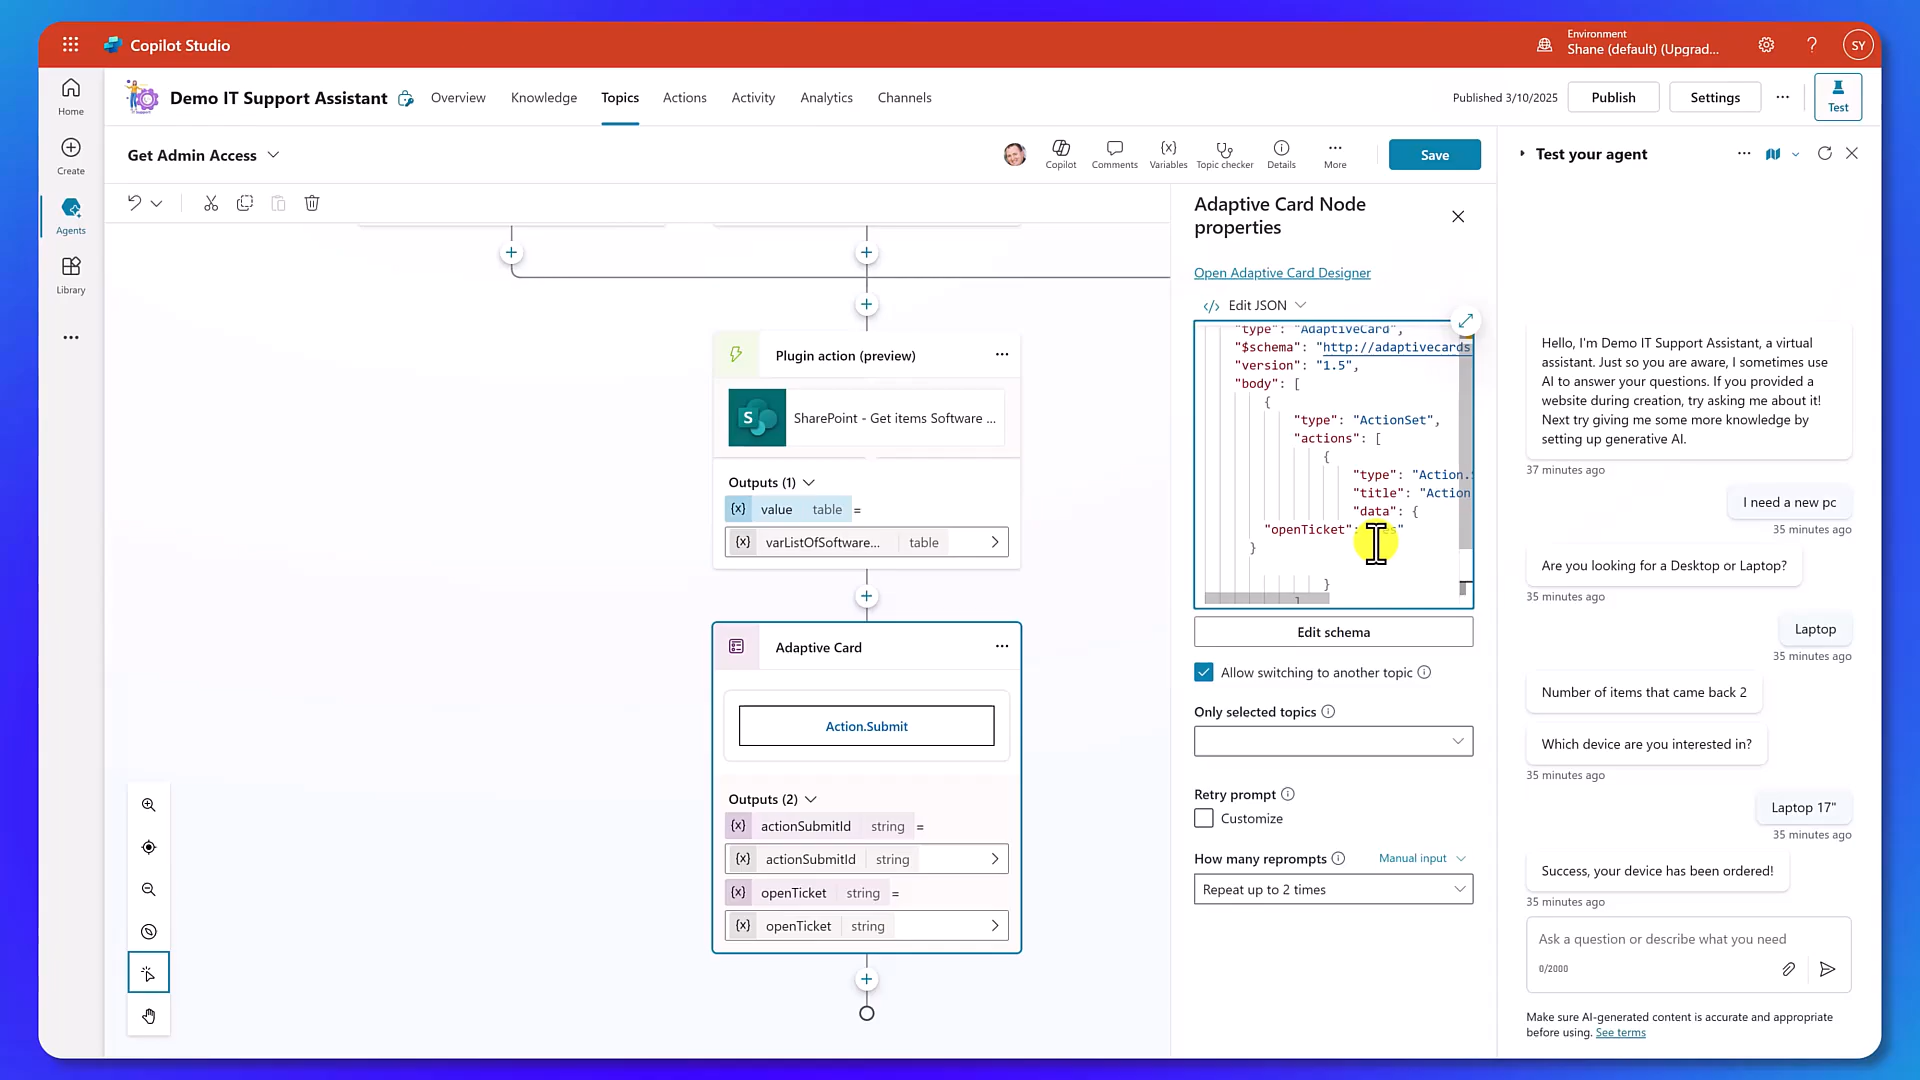 Copilot Studio
Environment
Shane (default) (Upgrad...
SY
Home
Create
Agents
Library
Demo IT Support Assistant
Overview
Knowledge
Topics
Actions
Activity
Analytics
Channels
Published 3/10/2025
Publish
Settings
Test
Get Admin Access
Copilot
Comments
Variables
Topic checker
Details
More
Save
Plugin action (preview)
SharePoint - Get items Software ...
Outputs (1)
{x} value table =
{x} varListOfSoftware... table
Adaptive Card
Action.Submit
Outputs (2)
{x} actionSubmitId string =
{x} actionSubmitId string
{x} openTicket string =
{x} openTicket string
Adaptive Card Node
properties
Open Adaptive Card Designer
</> Edit JSON
"type": "AdaptiveCard",
"$schema": "http://adaptivecards
"version": "1.5",
"body": [
{
"type": "ActionSet",
"actions": [
{
"type": "Action.
"title": "Action
"data": {
"openTicket":
}
}
]
Edit schema
Allow switching to another topic
Only selected topics
Retry prompt
Customize
How many reprompts
Manual input
Repeat up to 2 times
Test your agent
Hello, I'm Demo IT Support Assistant, a virtual
assistant. Just so you are aware, I sometimes use
AI to answer your questions. If you provided a
website during creation, try asking me about it!
Next try giving me some more knowledge by
setting up generative AI.
37 minutes ago
I need a new pc
35 minutes ago
Are you looking for a Desktop or Laptop?
35 minutes ago
Laptop
35 minutes ago
Number of items that came back 2
Which device are you interested in?
35 minutes ago
Laptop 17"
35 minutes ago
Success, your device has been ordered!
35 minutes ago
Ask a question or describe what you need
0/2000
Make sure AI-generated content is accurate and appropriate
before using. See terms